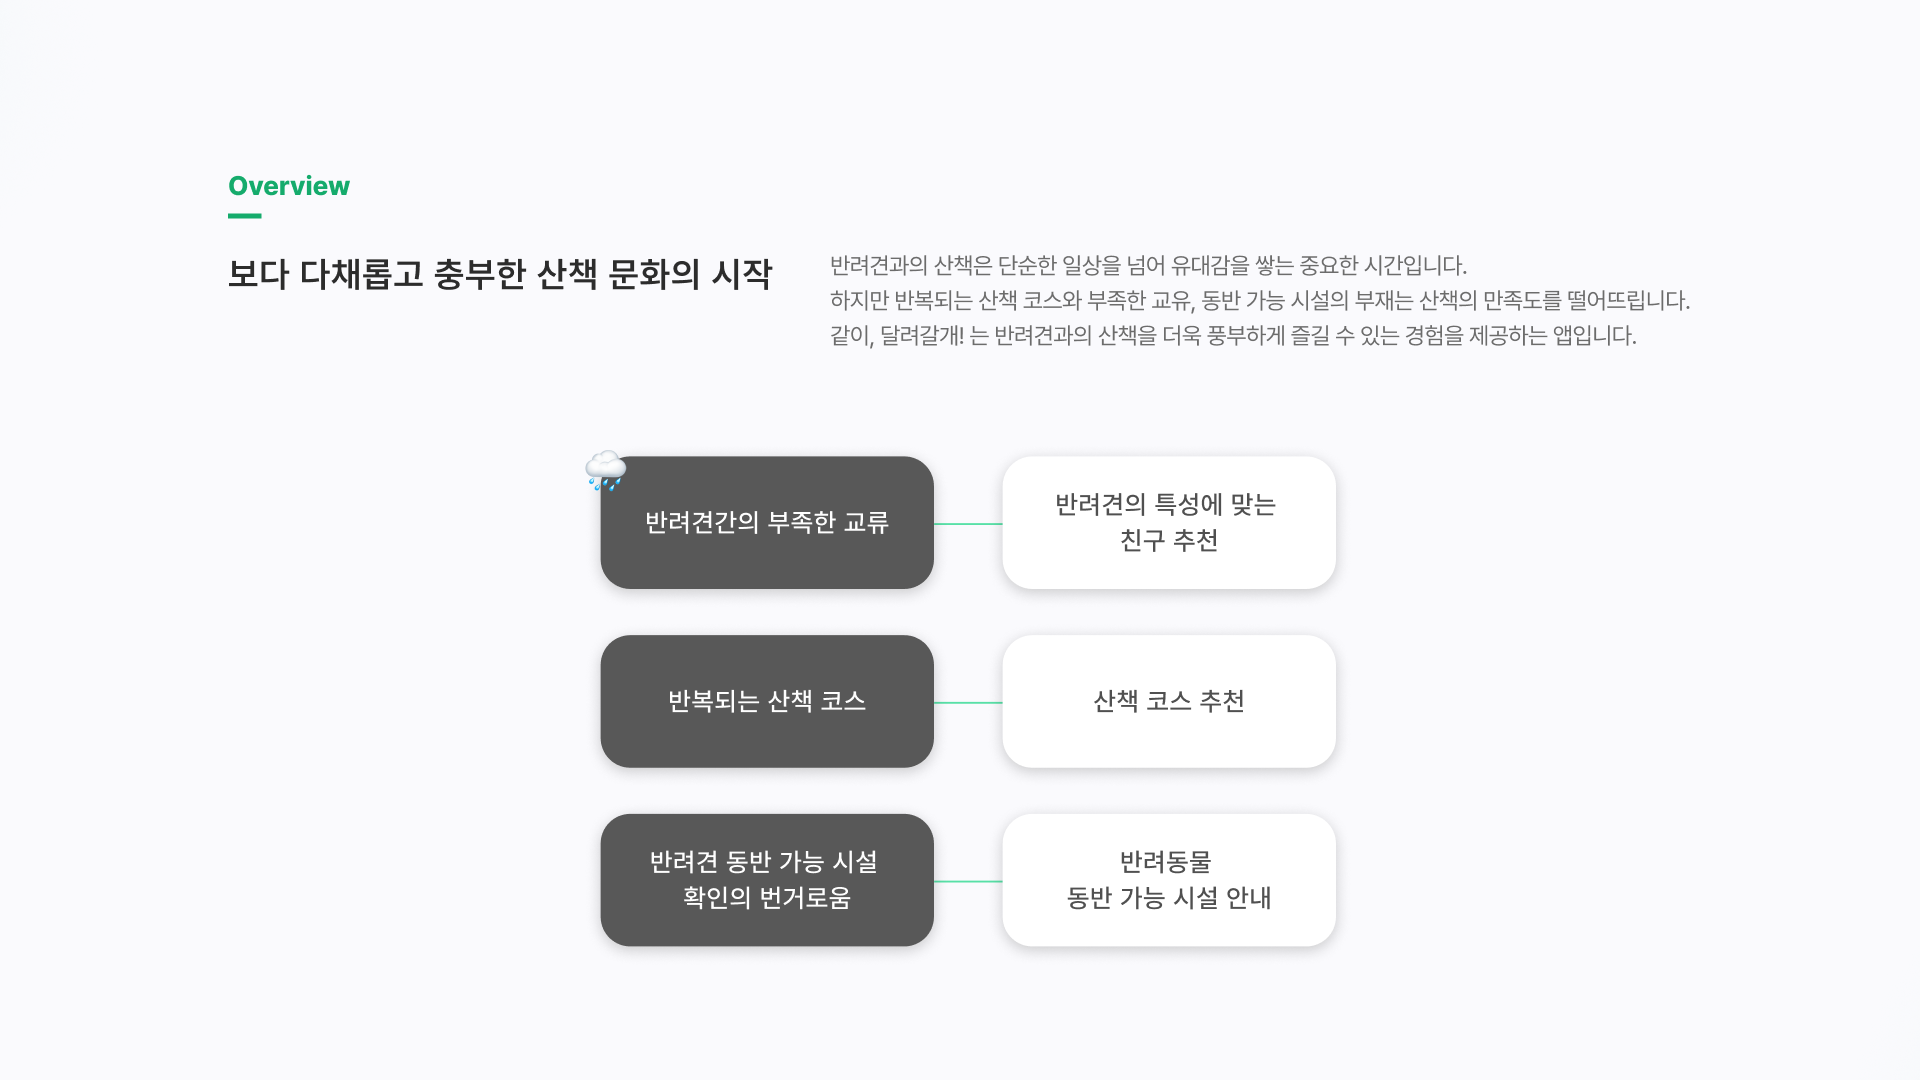 Overview
보다 다채롭고 충부한 산책 문화의 시작
반려견과의 산책은 단순한 일상을 넘어 유대감을 쌓는 중요한 시간입니다.
하지만 반복되는 산책 코스와 부족한 교유, 동반 가능 시설의 부재는 산책의 만족도를 떨어뜨립니다.
같이, 달려갈개! 는 반려견과의 산책을 더욱 풍부하게 즐길 수 있는 경험을 제공하는 앱입니다.
반려견간의 부족한 교류
반려견의 특성에 맞는
친구 추천
반복되는 산책 코스
산책 코스 추천
반려견 동반 가능 시설
확인의 번거로움
반려동물
동반 가능 시설 안내